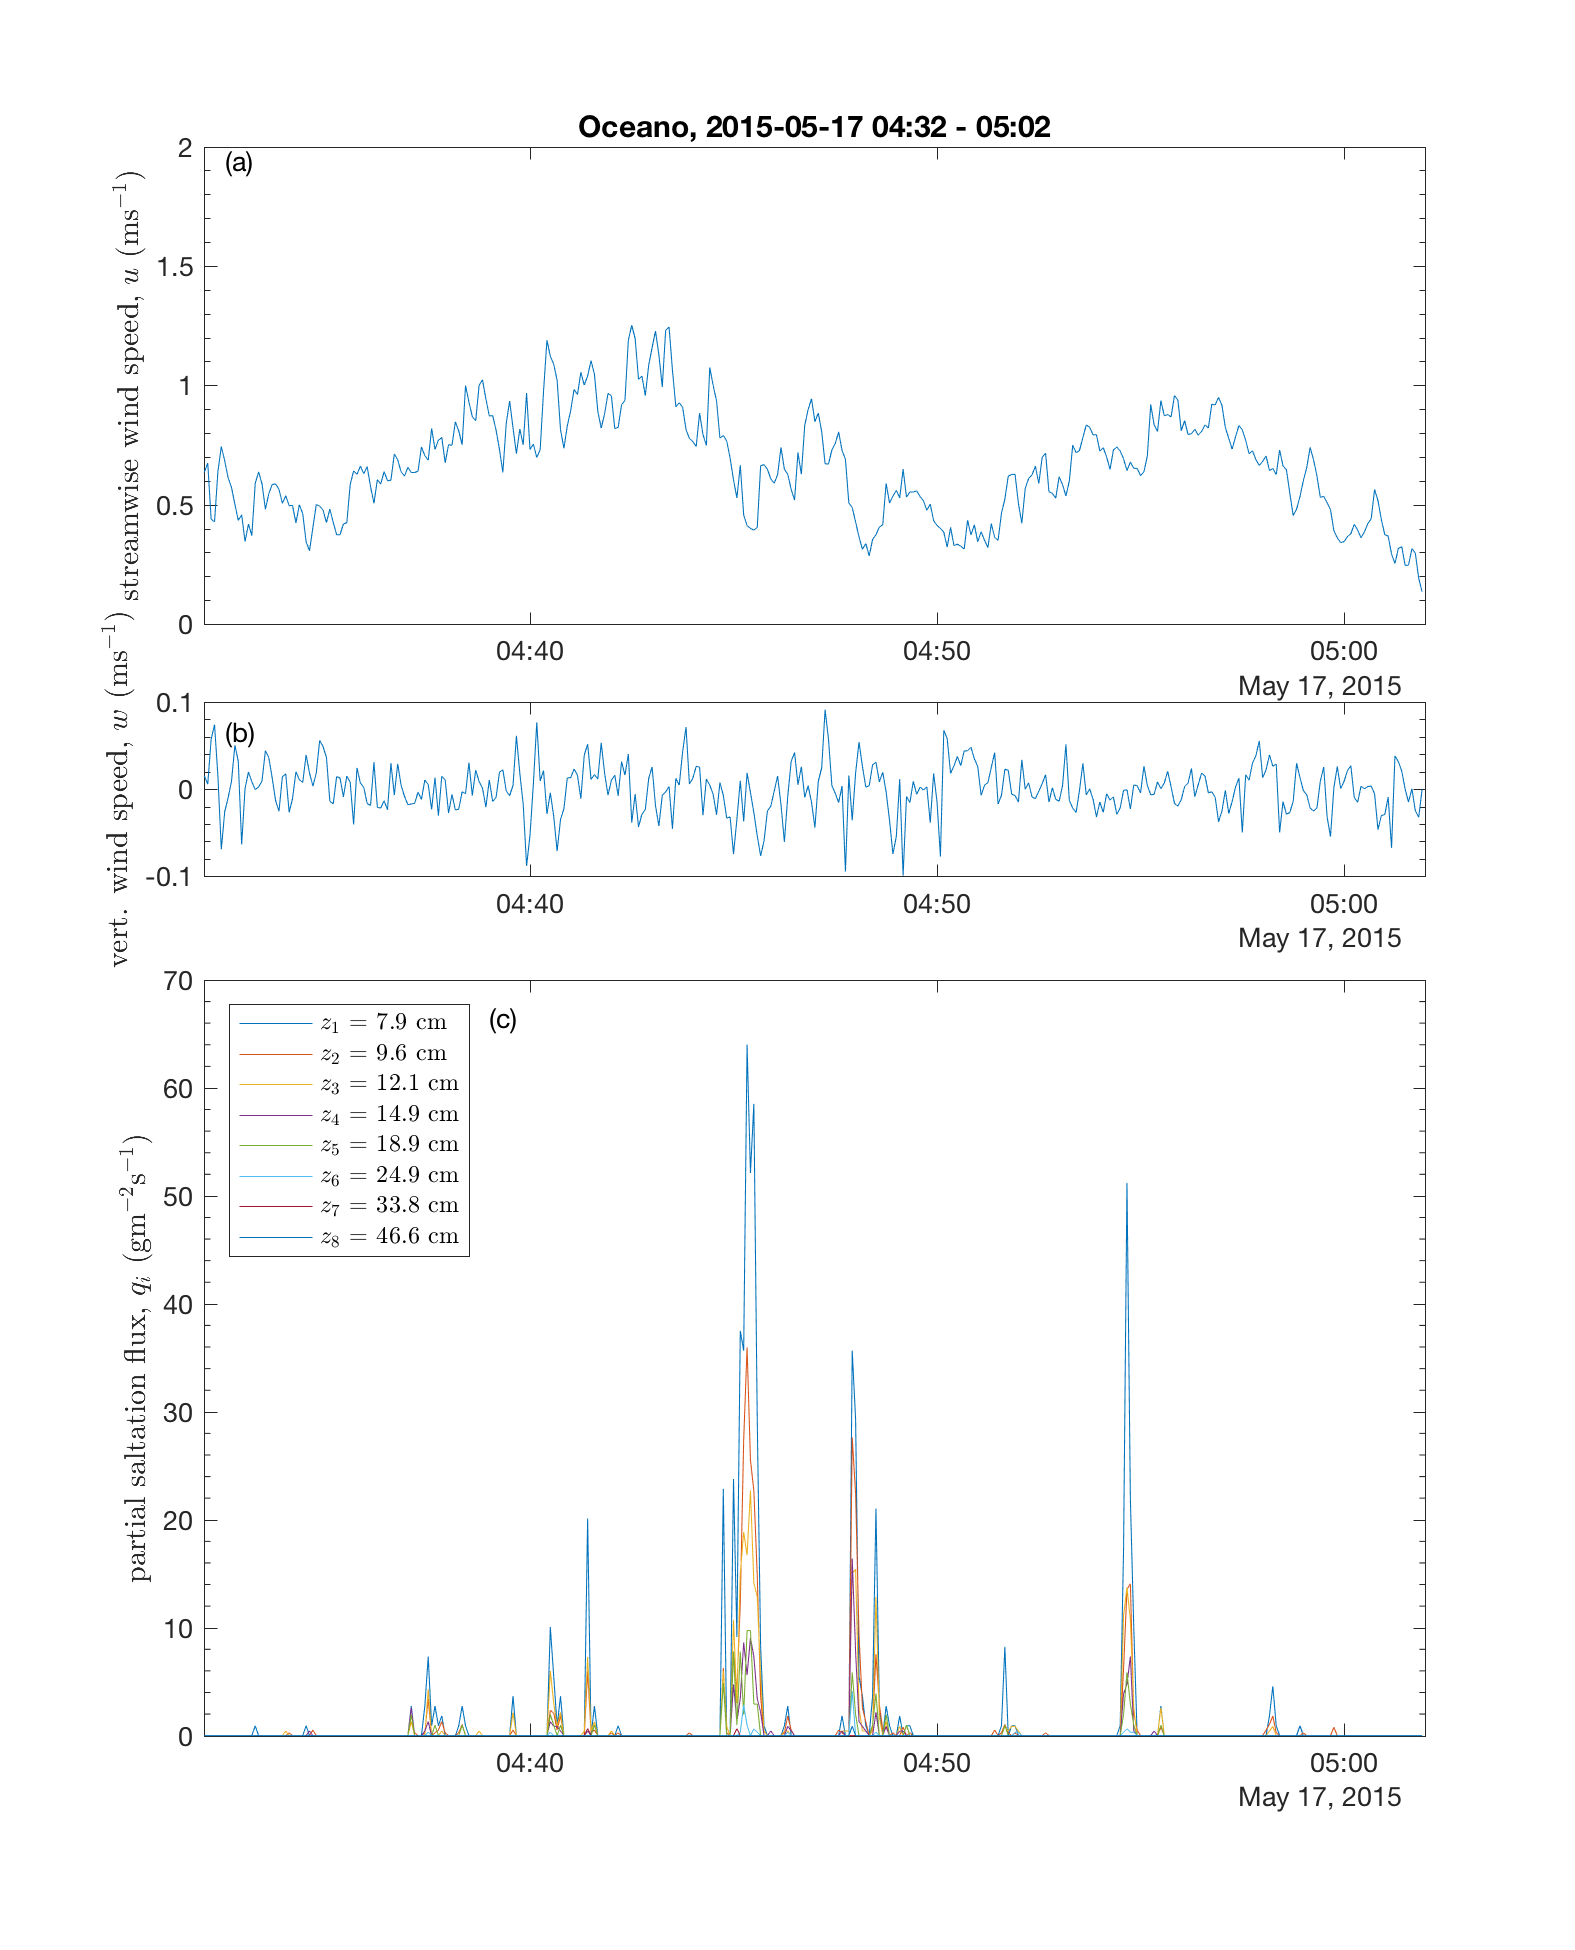 Oceano, 2015-05-17 04:32 - 05:02
(a)
streamwise wind speed, u (ms⁻¹)
2
1.5
1
0.5
0
04:40 04:50 05:00
May 17, 2015
(b)
vert. wind speed, w (ms⁻¹)
0.1
0
-0.1
04:40 04:50 05:00
May 17, 2015
(c)
partial saltation flux, qᵢ (gm⁻²s⁻¹)
70
60
50
40
30
20
10
0
z₁ = 7.9 cm
z₂ = 9.6 cm
z₃ = 12.1 cm
z₄ = 14.9 cm
z₅ = 18.9 cm
z₆ = 24.9 cm
z₇ = 33.8 cm
z₈ = 46.6 cm
04:40 04:50 05:00
May 17, 2015